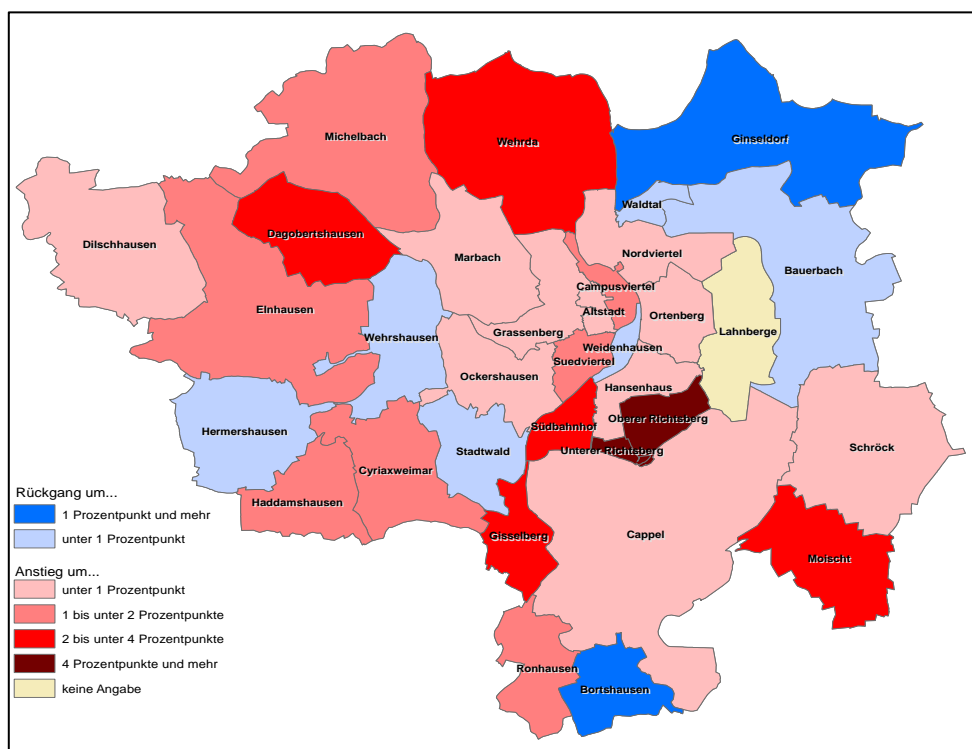 Michelbach
Wehrda
Ginseldorf
Waldtal
Dilschhausen
Dagobertshausen
Marbach
Nordviertel
Bauerbach
Elnhausen
Campusviertel
Altstadt
Ortenberg
Lahnberge
Wehrshausen
Grassenberg
Weidenhausen
Suedviertel
Ockershausen
Hansenhaus
Hermershausen
Südbahnhof
Oberer Richtsberg
Stadtwald
Unterer Richtsberg
Schröck
Cyriaxweimar
Haddamshausen
Gisselberg
Cappel
Moischt
Ronhausen
Bortshausen
Rückgang um...
1 Prozentpunkt und mehr
unter 1 Prozentpunkt
Anstieg um...
unter 1 Prozentpunkt
1 bis unter 2 Prozentpunkte
2 bis unter 4 Prozentpunkte
4 Prozentpunkte und mehr
keine Angabe